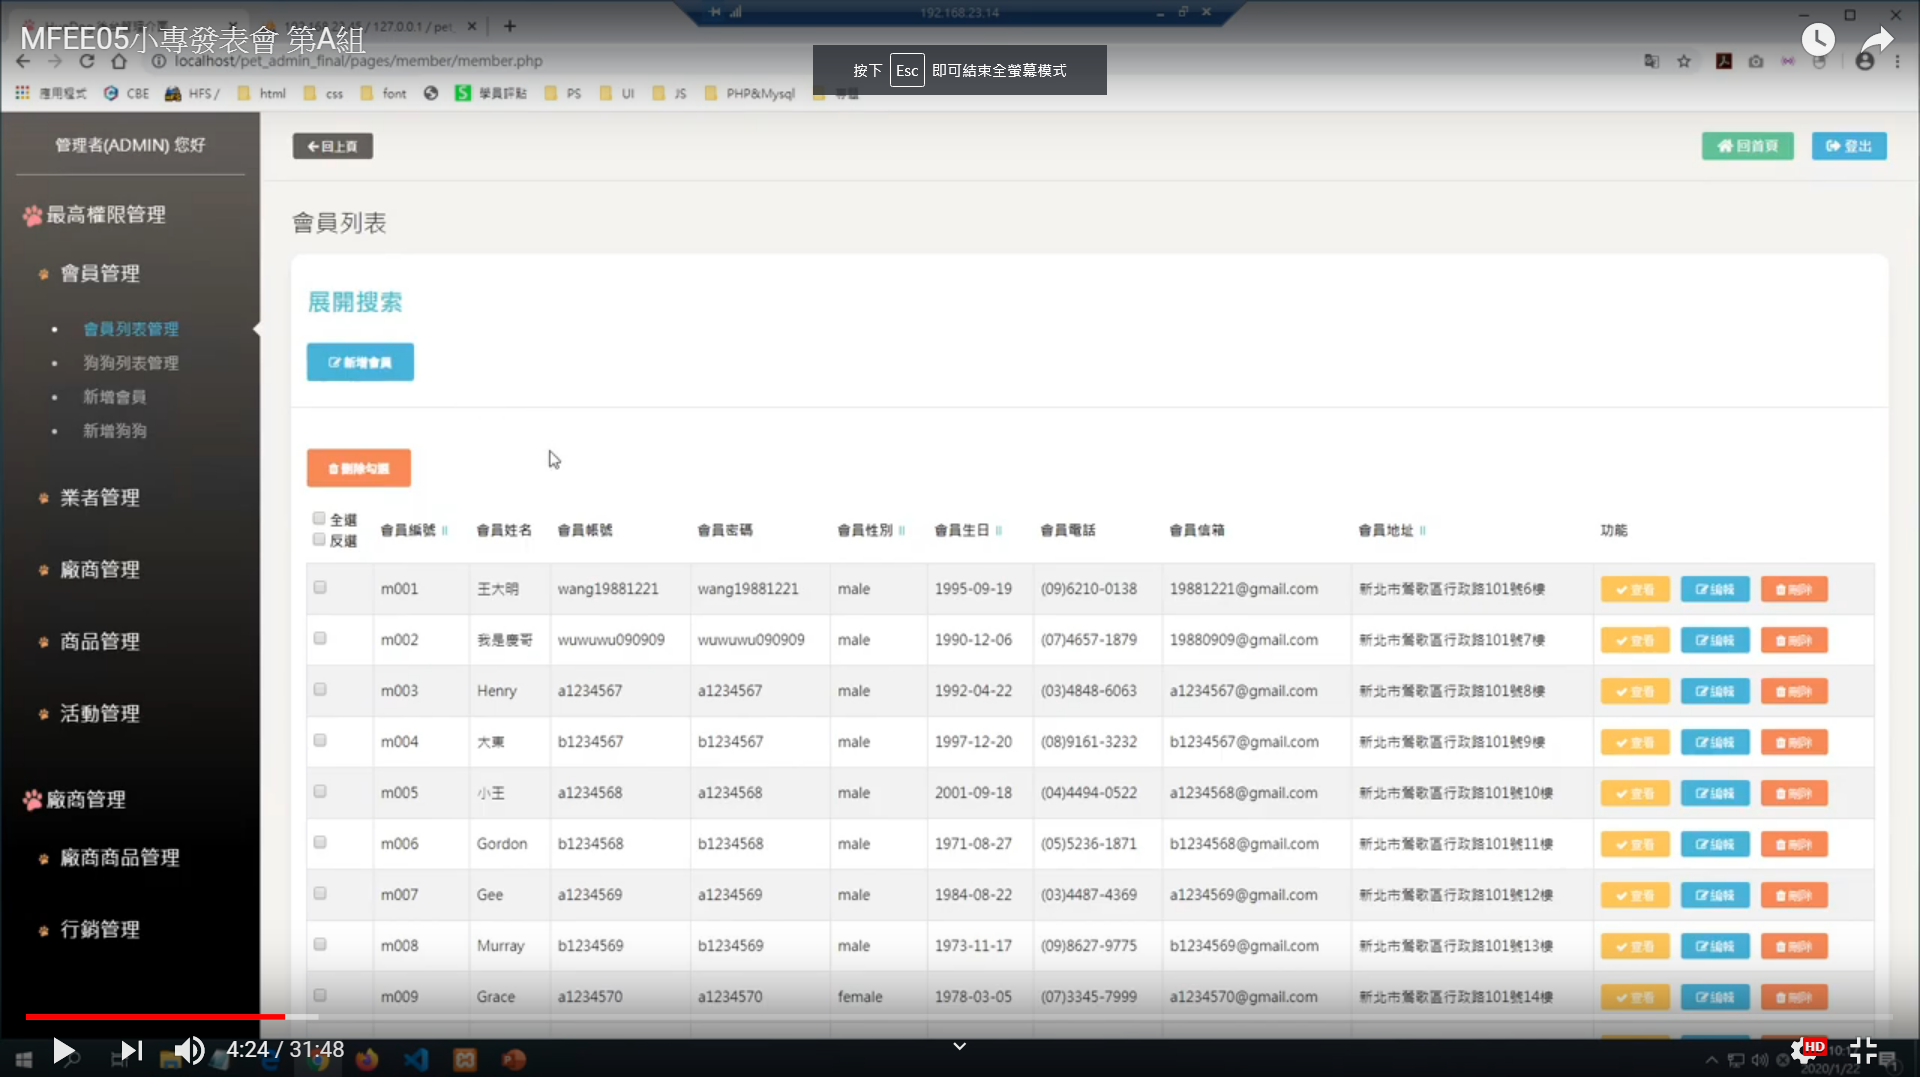 192.168.23.14
MFEE05小專發表會 第A組
localhost/pet_admin_final/pages/member/member.php
按下 Esc 即可結束全螢幕模式
應用程式 CBE HFS / html css font 學員評點 PS UI JS PHP&Mysql
管理者(ADMIN) 您好
回上頁 回首頁 登出
最高權限管理
會員管理
會員列表管理
狗狗列表管理
新增會員
新增狗狗
業者管理
廠商管理
商品管理
活動管理
廠商管理
廠商商品管理
行銷管理
會員列表
展開搜索
新增會員
刪除勾選
全選
反選
會員編號 會員姓名 會員帳號 會員密碼 會員性別 會員生日 會員電話 會員信箱 會員地址 功能
m001 王大明 wang19881221 wang19881221 male 1995-09-19 (09)6210-0138 19881221@gmail.com 新北市鶯歌區行政路101號6樓 查看 編輯 刪除
m002 我是慶哥 wuwuwu090909 wuwuwu090909 male 1990-12-06 (07)4657-1879 19880909@gmail.com 新北市鶯歌區行政路101號7樓 查看 編輯 刪除
m003 Henry a1234567 a1234567 male 1992-04-22 (03)4848-6063 a1234567@gmail.com 新北市鶯歌區行政路101號8樓 查看 編輯 刪除
m004 大東 b1234567 b1234567 male 1997-12-20 (08)9161-3232 b1234567@gmail.com 新北市鶯歌區行政路101號9樓 查看 編輯 刪除
m005 小王 a1234568 a1234568 male 2001-09-18 (04)4494-0522 a1234568@gmail.com 新北市鶯歌區行政路101號10樓 查看 編輯 刪除
m006 Gordon b1234568 b1234568 male 1971-08-27 (05)5236-1871 b1234568@gmail.com 新北市鶯歌區行政路101號11樓 查看 編輯 刪除
m007 Gee a1234569 a1234569 male 1984-08-22 (03)4487-4369 a1234569@gmail.com 新北市鶯歌區行政路101號12樓 查看 編輯 刪除
m008 Murray b1234569 b1234569 male 1973-11-17 (09)8627-9775 b1234569@gmail.com 新北市鶯歌區行政路101號13樓 查看 編輯 刪除
m009 Grace a1234570 a1234570 female 1978-03-05 (07)3345-7999 a1234570@gmail.com 新北市鶯歌區行政路101號14樓 查看 編輯 刪除
4:24 / 31:48
HD
2020/1/22